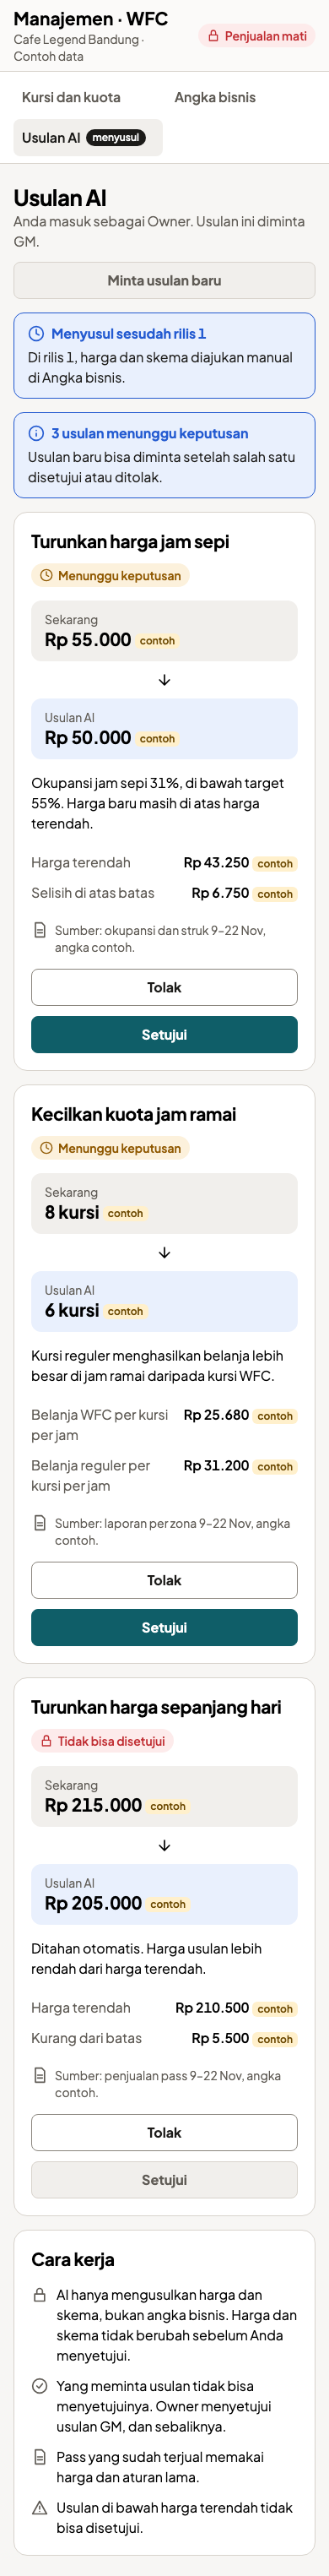 Manajemen · WFC
Cafe Legend Bandung ·
Contoh data
Penjualan mati
Kursi dan kuota
Angka bisnis
Usulan AI menyusul
Usulan AI
Anda masuk sebagai Owner. Usulan ini diminta
GM.
Minta usulan baru
Menyusul sesudah rilis 1
Di rilis 1, harga dan skema diajukan manual
di Angka bisnis.
3 usulan menunggu keputusan
Usulan baru bisa diminta setelah salah satu
disetujui atau ditolak.
Turunkan harga jam sepi
Menunggu keputusan
Sekarang
Rp 55.000 contoh
Usulan AI
Rp 50.000 contoh
Okupansi jam sepi 31%, di bawah target
55%. Harga baru masih di atas harga
terendah.
Harga terendah Rp 43.250 contoh
Selisih di atas batas Rp 6.750 contoh
Sumber: okupansi dan struk 9–22 Nov,
angka contoh.
Tolak
Setujui
Kecilkan kuota jam ramai
Menunggu keputusan
Sekarang
8 kursi contoh
Usulan AI
6 kursi contoh
Kursi reguler menghasilkan belanja lebih
besar di jam ramai daripada kursi WFC.
Belanja WFC per kursi Rp 25.680 contoh
per jam
Belanja reguler per Rp 31.200 contoh
kursi per jam
Sumber: laporan per zona 9–22 Nov, angka
contoh.
Tolak
Setujui
Turunkan harga sepanjang hari
Tidak bisa disetujui
Sekarang
Rp 215.000 contoh
Usulan AI
Rp 205.000 contoh
Ditahan otomatis. Harga usulan lebih
rendah dari harga terendah.
Harga terendah Rp 210.500 contoh
Kurang dari batas Rp 5.500 contoh
Sumber: penjualan pass 9–22 Nov, angka
contoh.
Tolak
Setujui
Cara kerja
AI hanya mengusulkan harga dan
skema, bukan angka bisnis. Harga dan
skema tidak berubah sebelum Anda
menyetujui.
Yang meminta usulan tidak bisa
menyetujuinya. Owner menyetujui
usulan GM, dan sebaliknya.
Pass yang sudah terjual memakai
harga dan aturan lama.
Usulan di bawah harga terendah tidak
bisa disetujui.